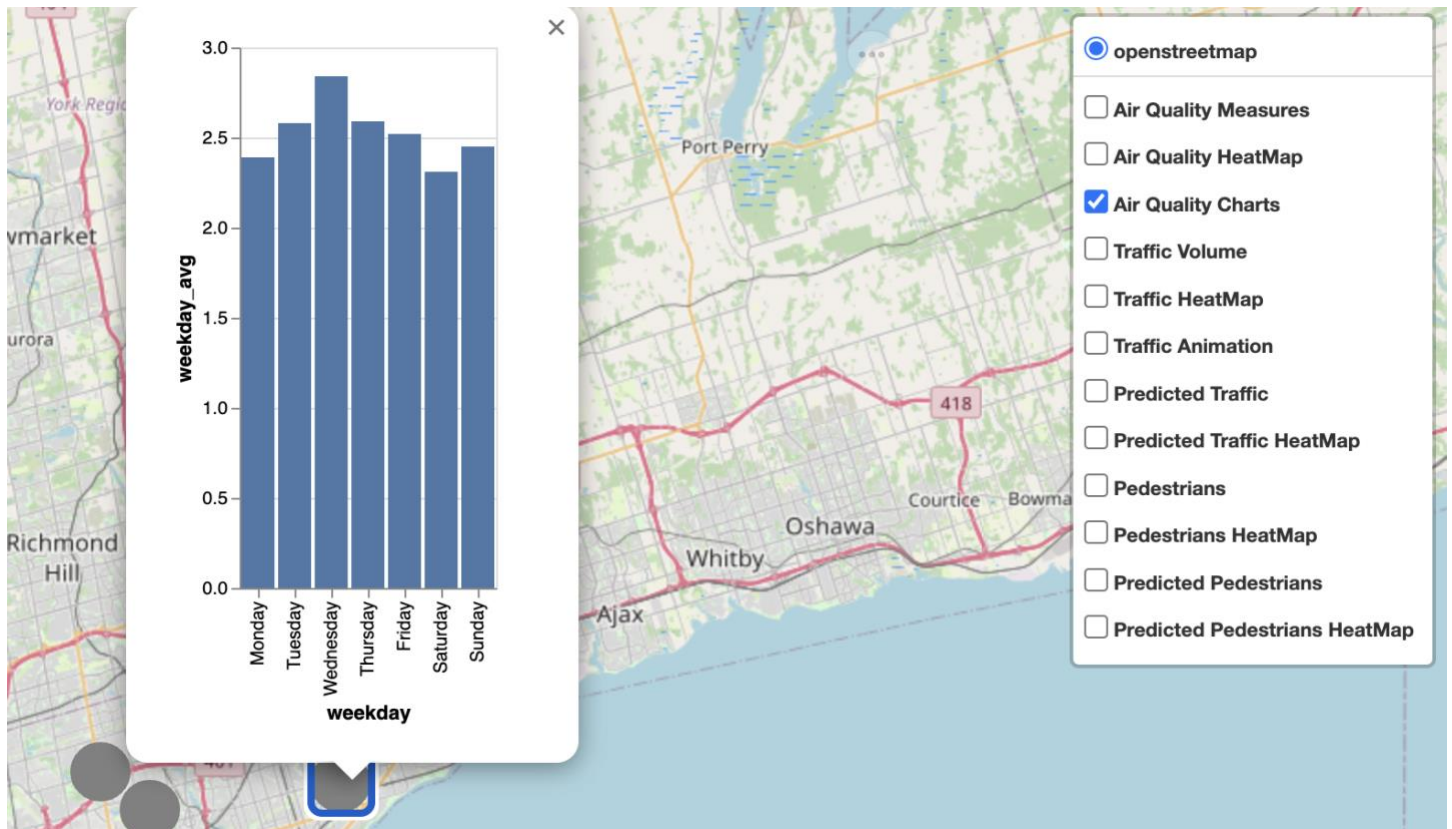 3.0
2.5
2.0
1.5
1.0
0.5
0.0
weekday_avg
Monday
Tuesday
Wednesday
Thursday
Friday
Saturday
Sunday
weekday
×
openstreetmap
Air Quality Measures
Air Quality HeatMap
Air Quality Charts
Traffic Volume
Traffic HeatMap
Traffic Animation
Predicted Traffic
Predicted Traffic HeatMap
Pedestrians
Pedestrians HeatMap
Predicted Pedestrians
Predicted Pedestrians HeatMap
York Regio
Port Perry
wmarket
urora
418
Courtice
Bowma
Oshawa
Richmond
Hill
Whitby
Ajax